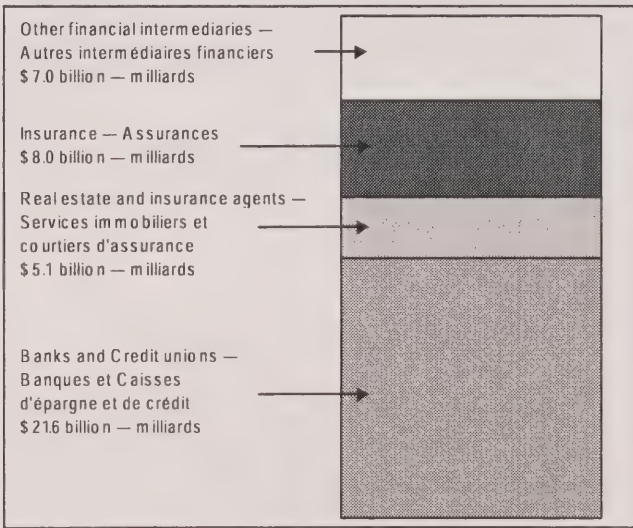 Other financial intermediaries —
Autres intermédiaires financiers
$7.0 billion — milliards
Insurance — Assurances
$8.0 billion — milliards
Real estate and insurance agents —
Services immobiliers et
courtiers d'assurance
$5.1 billion — milliards
Banks and Credit unions —
Banques et Caisses
d'épargne et de crédit
$21.6 billion — milliards